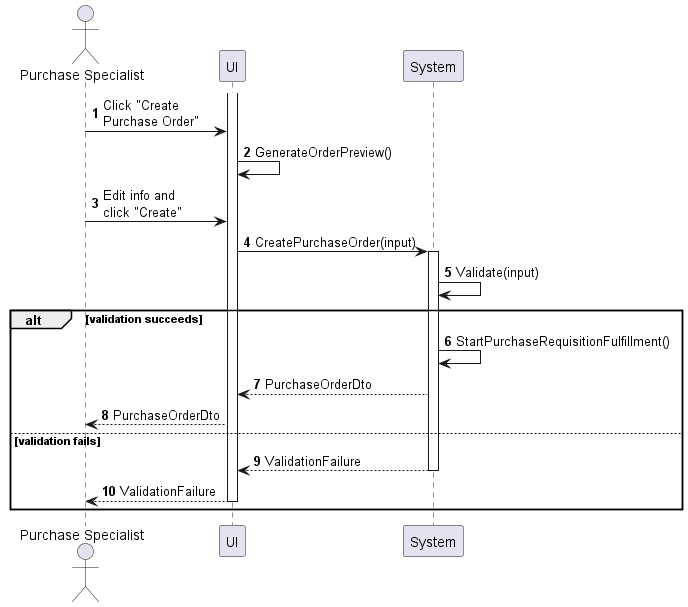 Purchase Specialist
UI
System
1 Click "Create
Purchase Order"
2 GenerateOrderPreview()
3 Edit info and
click "Create"
4 CreatePurchaseOrder(input)
5 Validate(input)
alt [validation succeeds]
6 StartPurchaseRequisitionFulfillment()
7 PurchaseOrderDto
8 PurchaseOrderDto
[validation fails]
9 ValidationFailure
10 ValidationFailure
Purchase Specialist
UI
System